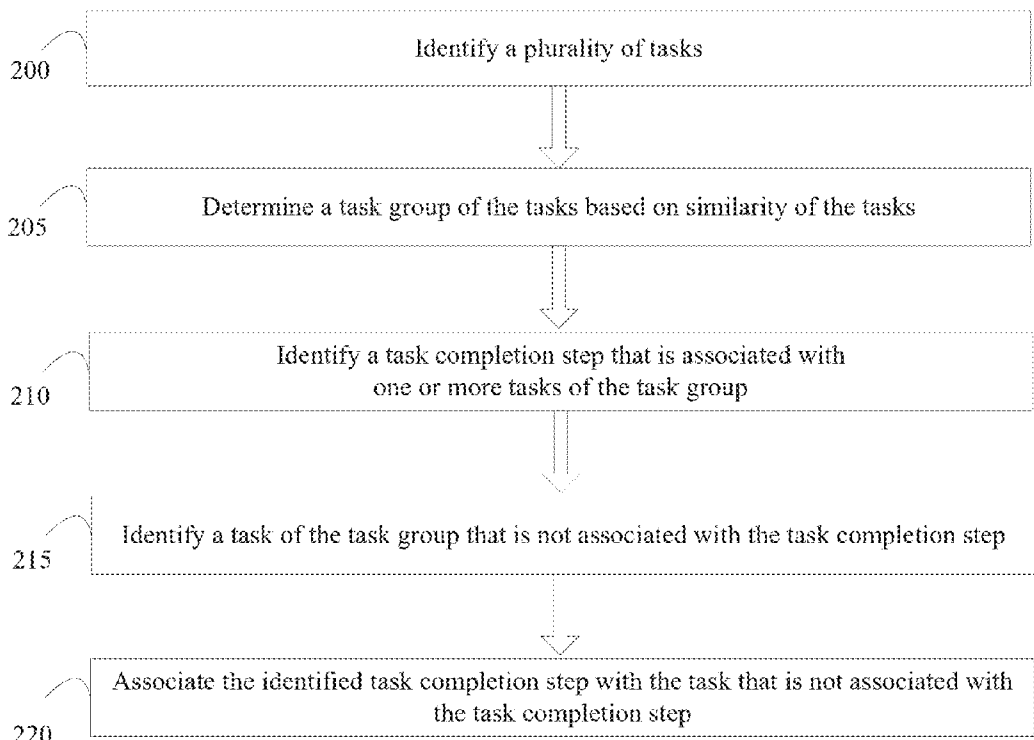 Identify a plurality of tasks
200
Determine a task group of the tasks based on similarity of the tasks
205
Identify a task completion step that is associated with
one or more tasks of the task group
210
Identify a task of the task group that is not associated with the task completion step
215
Associate the identified task completion step with the task that is not associated with
the task completion step
220